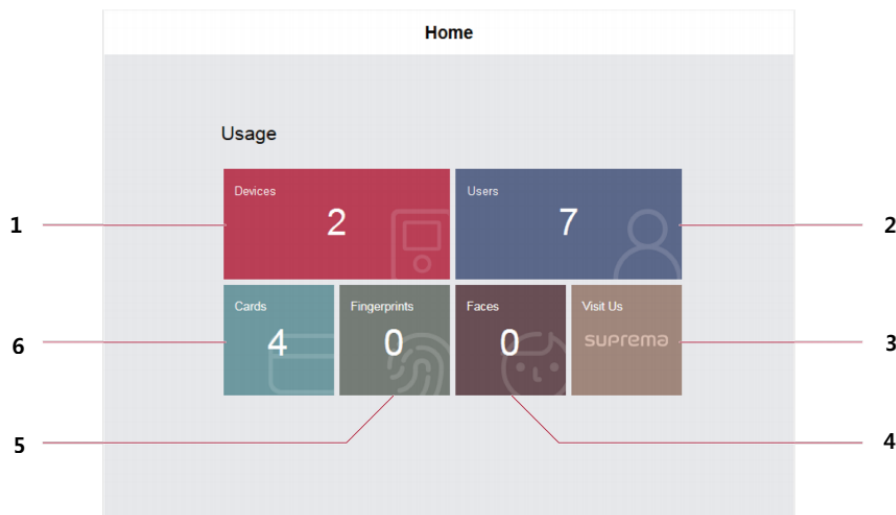 Home
Usage
Devices
2
Users
7
1
2
Cards
4
Fingerprints
0
Faces
0
Visit Us
suprema
6
3
5
4